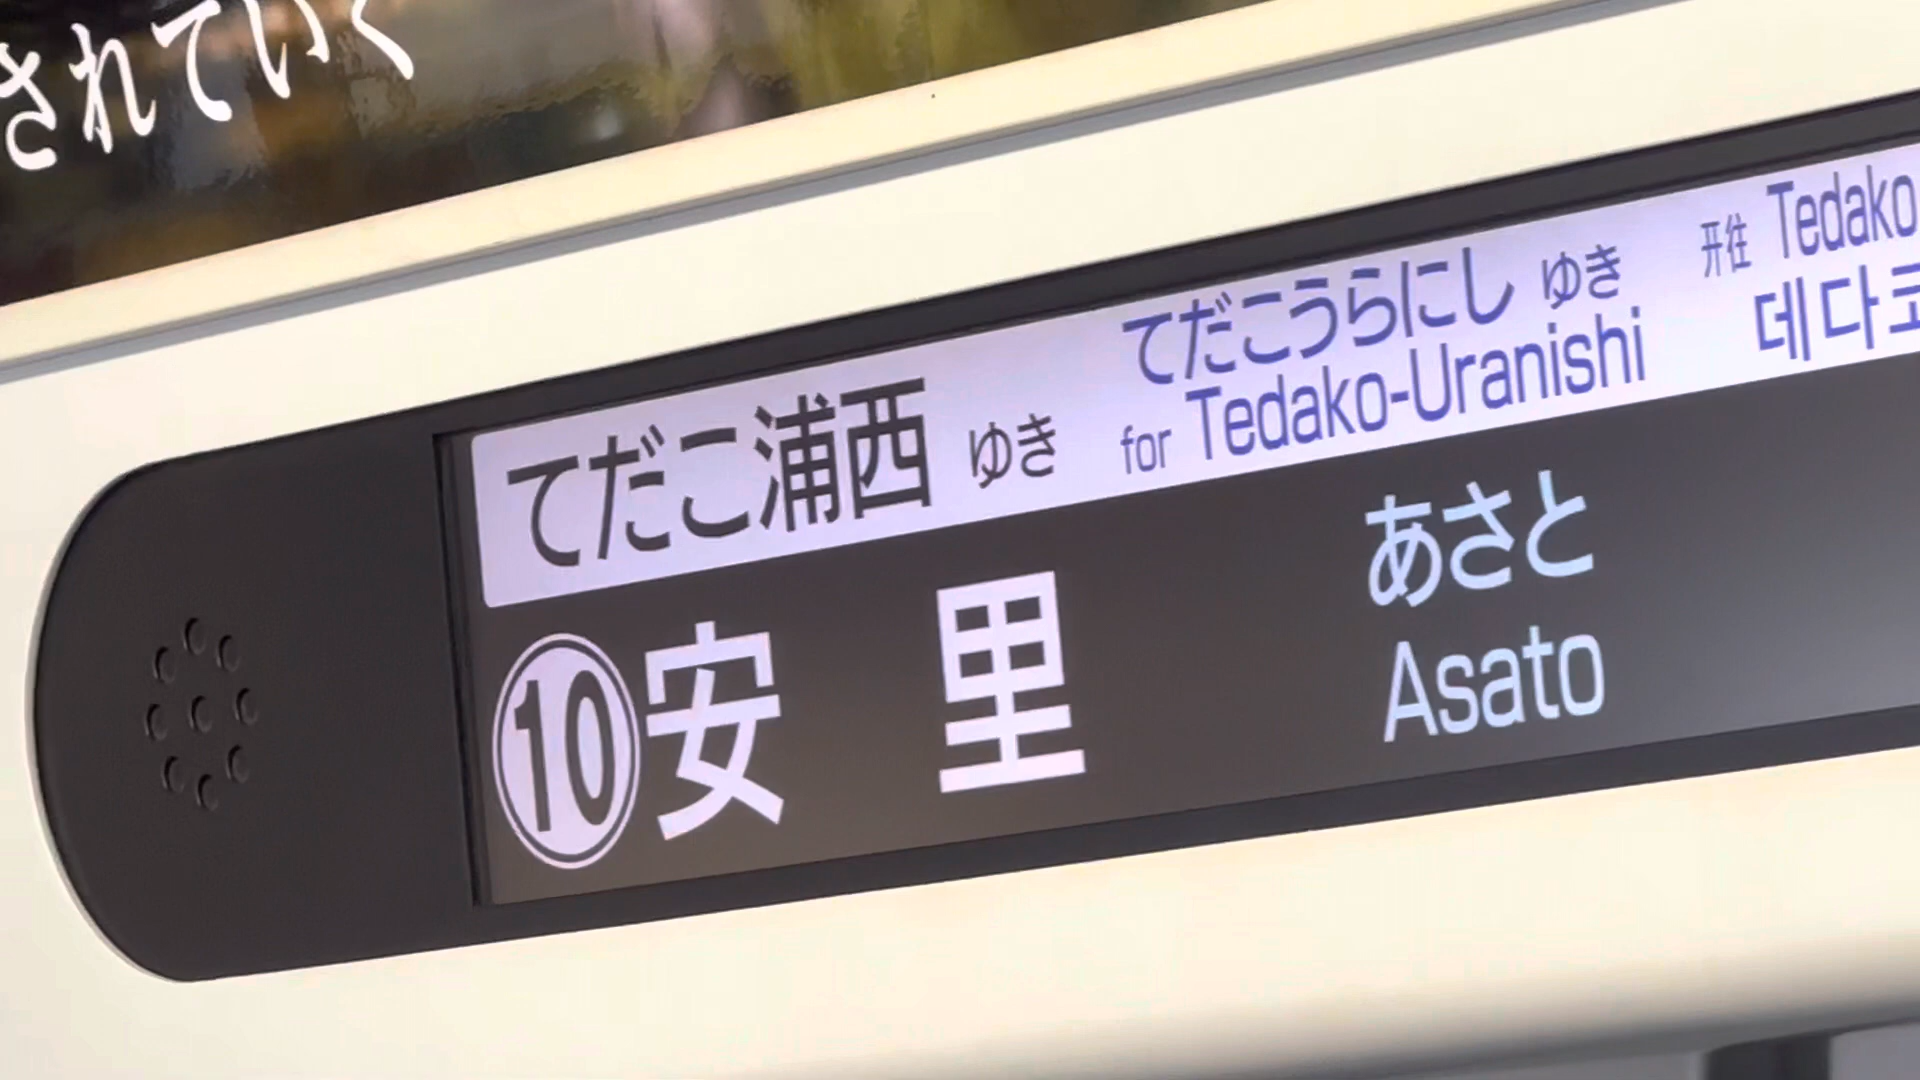 されていく
てだこ浦西 ゆき
てだこうらにし ゆき
for Tedako-Uranishi
开往 Tedako
데다코
⑩安 里
あさと
Asato